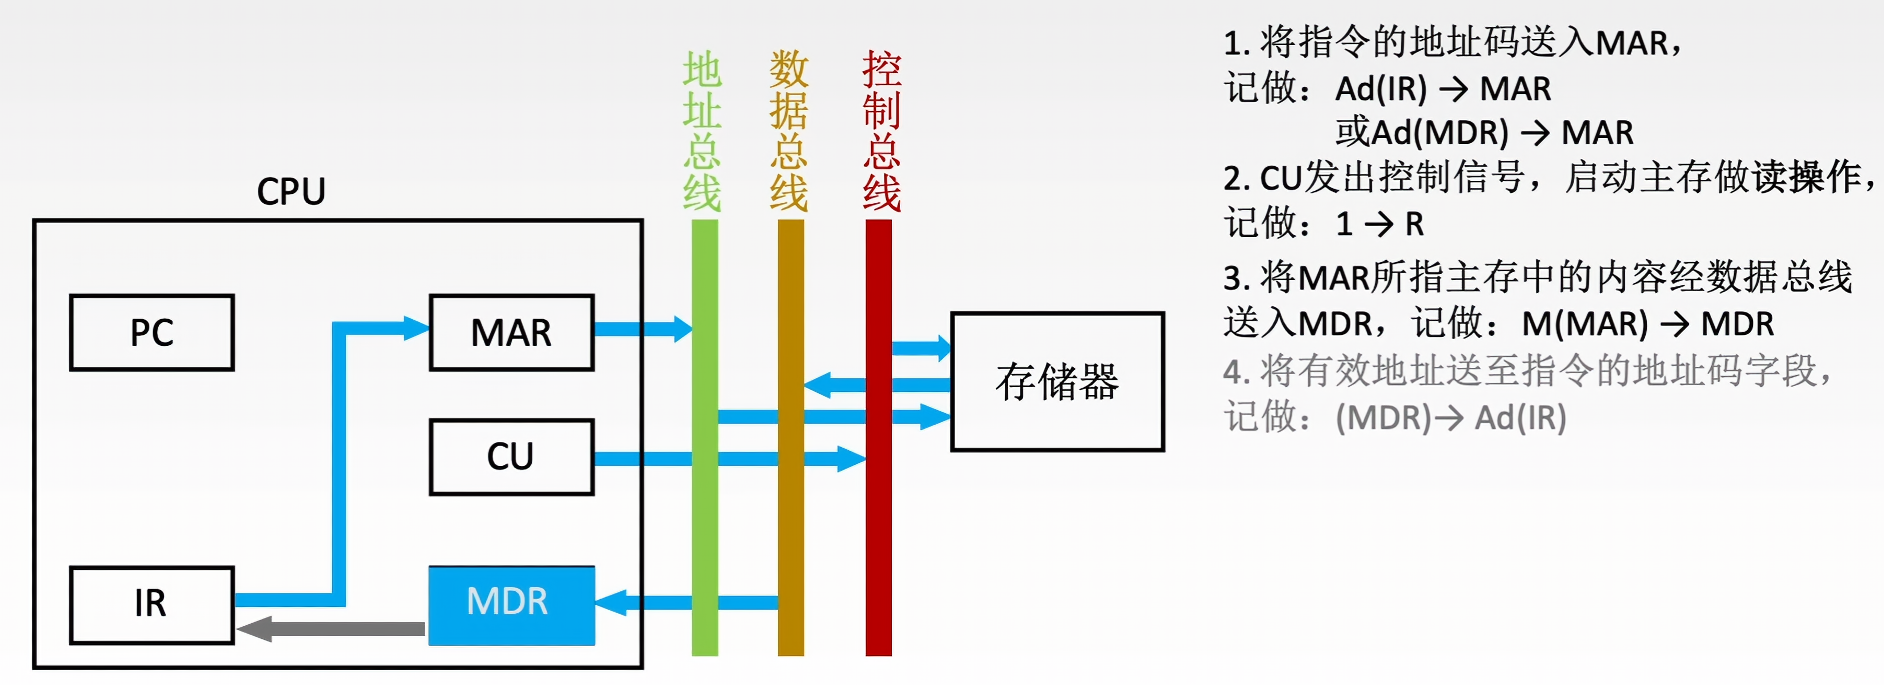 地址总线
数据总线
控制总线
CPU
PC
MAR
CU
IR
MDR
存储器
1. 将指令的地址码送入MAR，
记做：Ad(IR) → MAR
或Ad(MDR) → MAR
2. CU发出控制信号，启动主存做读操作，
记做：1 → R
3. 将MAR所指主存中的内容经数据总线
送入MDR，记做：M(MAR) → MDR
4. 将有效地址送至指令的地址码字段，
记做：(MDR)→ Ad(IR)